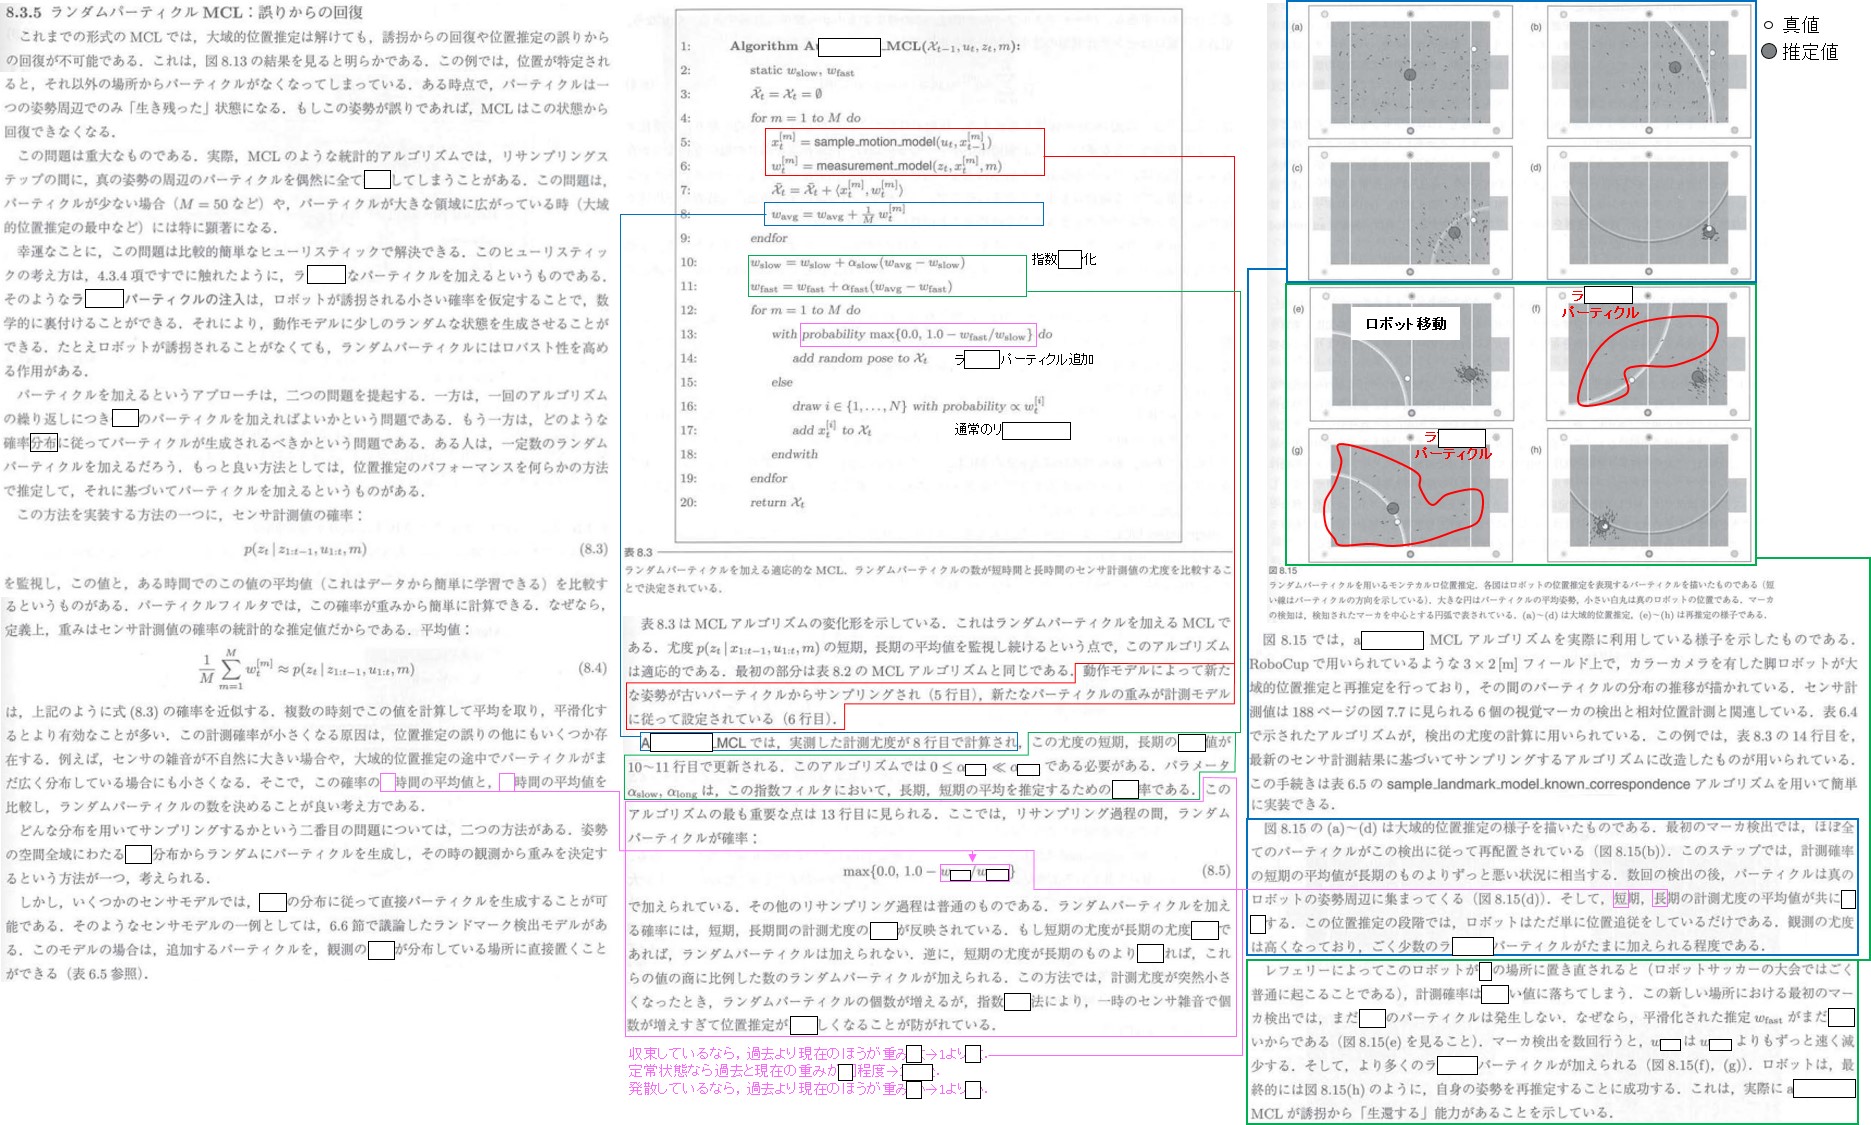 8.3.5 ランダムパーティクル MCL：誤りからの回復
これまでの形式の MCL では，大域的位置推定は解けても，誘拐からの回復や位置推定の誤りから
の回復が不可能である．これは，図 8.13 の結果を見ると明らかである．この例では，位置が特定され
ると，それ以外の場所からパーティクルがなくなってしまっている．ある時点で，パーティクルは一
つの姿勢周辺でのみ「生き残った」状態になる．もしこの姿勢が誤りであれば，MCL はこの状態から
回復できなくなる．
この問題は重大なものである．実際，MCL のような統計的アルゴリズムでは，リサンプリングス
テップの間に，真の姿勢の周辺のパーティクルを偶然に全て してしまうことがある．この問題は，
パーティクルが少ない場合（M = 50 など）や，パーティクルが大きな領域に広がっている時（大域
的位置推定の最中など）には特に顕著になる．
幸運なことに，この問題は比較的簡単なヒューリスティックで解決できる．このヒューリスティッ
クの考え方は，4.3.4 項ですでに触れたように，ラ なパーティクルを加えるというものである．
そのようなラ パーティクルの注入は，ロボットが誘拐される小さい確率を仮定することで，数
学的に裏付けることができる．それにより，動作モデルに少しのランダムな状態を生成させることが
できる．たとえロボットが誘拐されることがなくても，ランダムパーティクルにはロバスト性を高め
る作用がある．
パーティクルを加えるというアプローチは，二つの問題を提起する．一方は，一回のアルゴリズム
の繰り返しにつき のパーティクルを加えればよいかという問題である．もう一方は，どのような
確率分布に従ってパーティクルが生成されるべきかという問題である．ある人は，一定数のランダム
パーティクルを加えるだろう．もっと良い方法としては，位置推定のパフォーマンスを何らかの方法
で推定して，それに基づいてパーティクルを加えるというものがある．
この方法を実装する方法の一つに，センサ計測値の確率：
p(z_t | z_{1:t−1}, u_{1:t}, m) (8.3)
を監視し，この値と，ある時間でのこの値の平均値（これはデータから簡単に学習できる）を比較す
るというものがある．パーティクルフィルタでは，この確率が重みから簡単に計算できる．なぜなら，
定義上，重みはセンサ計測値の確率の統計的な推定値だからである．平均値：
1/M Σ_{m=1}^{M} w_t^{[m]} ≈ p(z_t | z_{1:t−1}, u_{1:t}, m) (8.4)
は，上記のように式 (8.3) の確率を近似する．複数の時刻でこの値を計算して平均を取り，平滑化す
るとより有効なことが多い．この計測確率が小さくなる原因は，位置推定の誤りの他にもいくつか存
在する．例えば，センサの雑音が不自然に大きい場合や，大域的位置推定の途中でパーティクルがま
だ広く分布している場合にも小さくなる．そこで，この確率の 時間の平均値と， 時間の平均値を
比較し，ランダムパーティクルの数を決めることが良い考え方である．
どんな分布を用いてサンプリングするかという二番目の問題については，二つの方法がある．姿勢
の空間全域にわたる 分布からランダムにパーティクルを生成し，その時の観測から重みを決定す
るという方法が一つ，考えられる．
しかし，いくつかのセンサモデルでは， の分布に従って直接パーティクルを生成することが可
能である．そのようなセンサモデルの一例としては，6.6 節で議論したランドマーク検出モデルがあ
る．このモデルの場合は，追加するパーティクルを，観測の が分布している場所に直接置くこと
ができる（表 6.5 参照）．
1: Algorithm A _MCL(X_{t−1}, u_t, z_t, m):
2: static w_slow, w_fast
3: X̄_t = X_t = ∅
4: for m = 1 to M do
5: x_t^{[m]} = sample_motion_model(u_t, x_{t−1}^{[m]})
6: w_t^{[m]} = measurement_model(z_t, x_t^{[m]}, m)
7: X̄_t = X̄_t + ⟨x_t^{[m]}, w_t^{[m]}⟩
8: w_avg = w_avg + 1/M w_t^{[m]}
9: endfor
10: w_slow = w_slow + α_slow(w_avg − w_slow) 指数 化
11: w_fast = w_fast + α_fast(w_avg − w_fast)
12: for m = 1 to M do
13: with probability max{0.0, 1.0 − w_fast/w_slow} do
14: add random pose to X_t ラ パーティクル追加
15: else
16: draw i ∈ {1, . . . , N} with probability ∝ w_t^{[i]}
17: add x_t^{[i]} to X_t 通常のリ
18: endwith
19: endfor
20: return X_t
表 8.3
ランダムパーティクルを加える適応的な MCL．ランダムパーティクルの数が短時間と長時間のセンサ計測値の尤度を比較するこ
とで決定されている．
表 8.3 は MCL アルゴリズムの変化形を示している．これはランダムパーティクルを加える MCL で
ある．尤度 p(z_t | x_{1:t−1}, u_{1:t}, m) の短期，長期の平均値を監視し続けるという点で，このアルゴリズム
は適応的である．最初の部分は表 8.2 の MCL アルゴリズムと同じである．動作モデルによって新た
な姿勢が古いパーティクルからサンプリングされ（5 行目），新たなパーティクルの重みが計測モデル
に従って設定されている（6 行目）．
A _MCL では，実測した計測尤度が 8 行目で計算され，この尤度の短期，長期の 値が
10〜11 行目で更新される．このアルゴリズムでは 0 ≤ α ≪ α である必要がある．パラメータ
α_slow, α_long は，この指数フィルタにおいて，長期，短期の平均を推定するための 率である．この
アルゴリズムの最も重要な点は 13 行目に見られる．ここでは，リサンプリング過程の間，ランダム
パーティクルが確率：
max{0.0, 1.0 − w /w } (8.5)
で加えられている．その他のリサンプリング過程は普通のものである．ランダムパーティクルを加え
る確率には，短期，長期間の計測尤度の が反映されている．もし短期の尤度が長期の尤度 で
あれば，ランダムパーティクルは加えられない．逆に，短期の尤度が長期のものより れば，これ
らの値の商に比例した数のランダムパーティクルが加えられる．この方法では，計測尤度が突然小さ
くなったとき，ランダムパーティクルの個数が増えるが，指数 法により，一時のセンサ雑音で個
数が増えすぎて位置推定が しくなることが防がれている．
収束しているなら，過去より現在のほうが重み →1より ．
定常状態なら過去と現在の重みが 程度→ ．
発散しているなら，過去より現在のほうが重み →1より ．
(a)
(b)
(c)
(d)
○ 真値
● 推定値
(e)
ロボット移動
(f)
ラ
パーティクル
(g)
ラ
パーティクル
(h)
図 8.15
ランダムパーティクルを用いるモンテカルロ位置推定．各図はロボットの位置推定を表現するパーティクルを描いたものである（短
い線はパーティクルの方向を示している）．大きな円はパーティクルの平均姿勢，小さい白丸は真のロボットの位置である．マーカ
の検知は，検知されたマーカを中心とする円弧で表されている．(a)〜(d) は大域的位置推定，(e)〜(h) は再推定の様子である．
図 8.15 では，a MCL アルゴリズムを実際に利用している様子を示したものである．
RoboCup で用いられているような 3 × 2 [m] フィールド上で，カラーカメラを有した脚ロボットが大
域的位置推定と再推定を行っており，その間のパーティクルの分布の推移が描かれている．センサ計
測値は 188 ページの図 7.7 に見られる 6 個の視覚マーカの検出と相対位置計測と関連している．表 6.4
で示されたアルゴリズムが，検出の尤度の計算に用いられている．この例では，表 8.3 の 14 行目を，
最新のセンサ計測結果に基づいてサンプリングするアルゴリズムに改造したものが用いられている．
この手続きは表 6.5 の sample_landmark_model_known_correspondence アルゴリズムを用いて簡単
に実装できる．
図 8.15 の (a)〜(d) は大域的位置推定の様子を描いたものである．最初のマーカ検出では，ほぼ全
てのパーティクルがこの検出に従って再配置されている（図 8.15(b)）．このステップでは，計測確率
の短期の平均値が長期のものよりずっと悪い状況に相当する．数回の検出の後，パーティクルは真の
ロボットの姿勢周辺に集まってくる（図 8.15(d)）．そして，短期，長期の計測尤度の平均値が共に
する．この位置推定の段階では，ロボットはただ単に位置追従をしているだけである．観測の尤度
は高くなっており，ごく少数のラ パーティクルがたまに加えられる程度である．
レフェリーによってこのロボットが の場所に置き直されると（ロボットサッカーの大会ではごく
普通に起こることである），計測確率は い値に落ちてしまう．この新しい場所における最初のマー
カ検出では，まだ のパーティクルは発生しない．なぜなら，平滑化された推定 w_fast がまだ
いからである（図 8.15(e) を見ること）．マーカ検出を数回行うと，w は w よりもずっと速く減
少する．そして，より多くのラ パーティクルが加えられる（図 8.15(f), (g)）．ロボットは，最
終的には図 8.15(h) のように，自身の姿勢を再推定することに成功する．これは，実際に a
MCL が誘拐から「生還する」能力があることを示している．